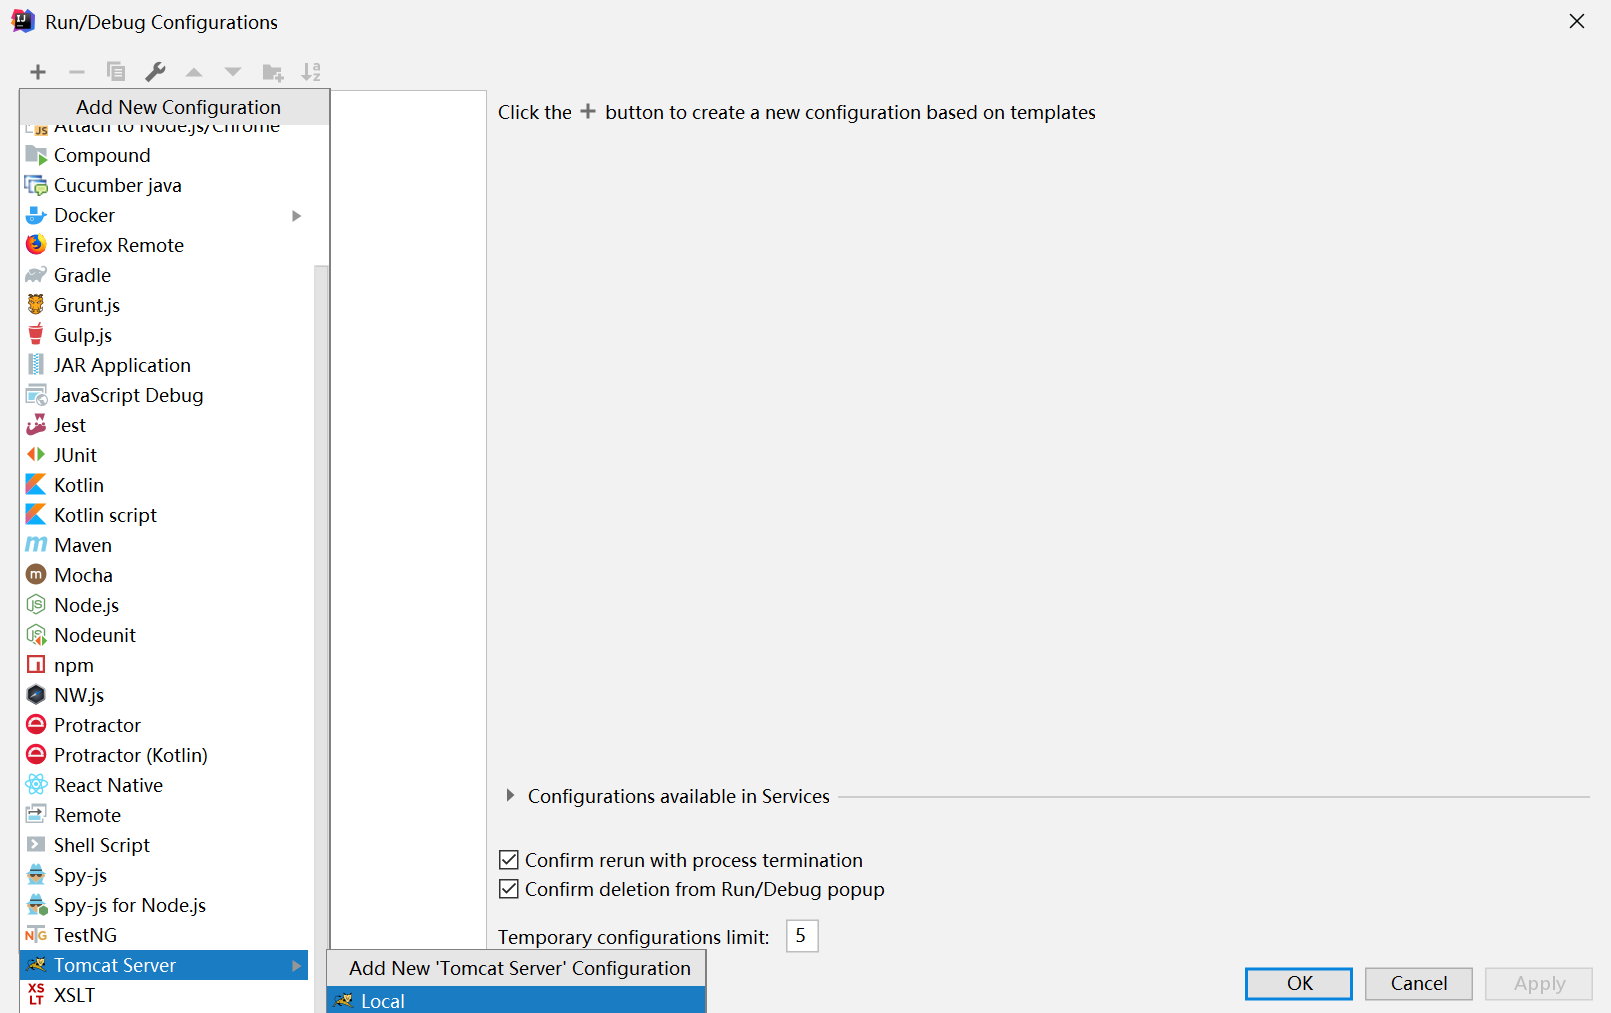 Run/Debug Configurations
Add New Configuration
Attach to Node.js/Chrome
Compound
Cucumber java
Docker
Firefox Remote
Gradle
Grunt.js
Gulp.js
JAR Application
JavaScript Debug
Jest
JUnit
Kotlin
Kotlin script
Maven
Mocha
Node.js
Nodeunit
npm
NW.js
Protractor
Protractor (Kotlin)
React Native
Remote
Shell Script
Spy-js
Spy-js for Node.js
TestNG
Tomcat Server
XSLT
Click the + button to create a new configuration based on templates
Configurations available in Services
Confirm rerun with process termination
Confirm deletion from Run/Debug popup
Temporary configurations limit: 5
Add New 'Tomcat Server' Configuration
Local
OK Cancel Apply